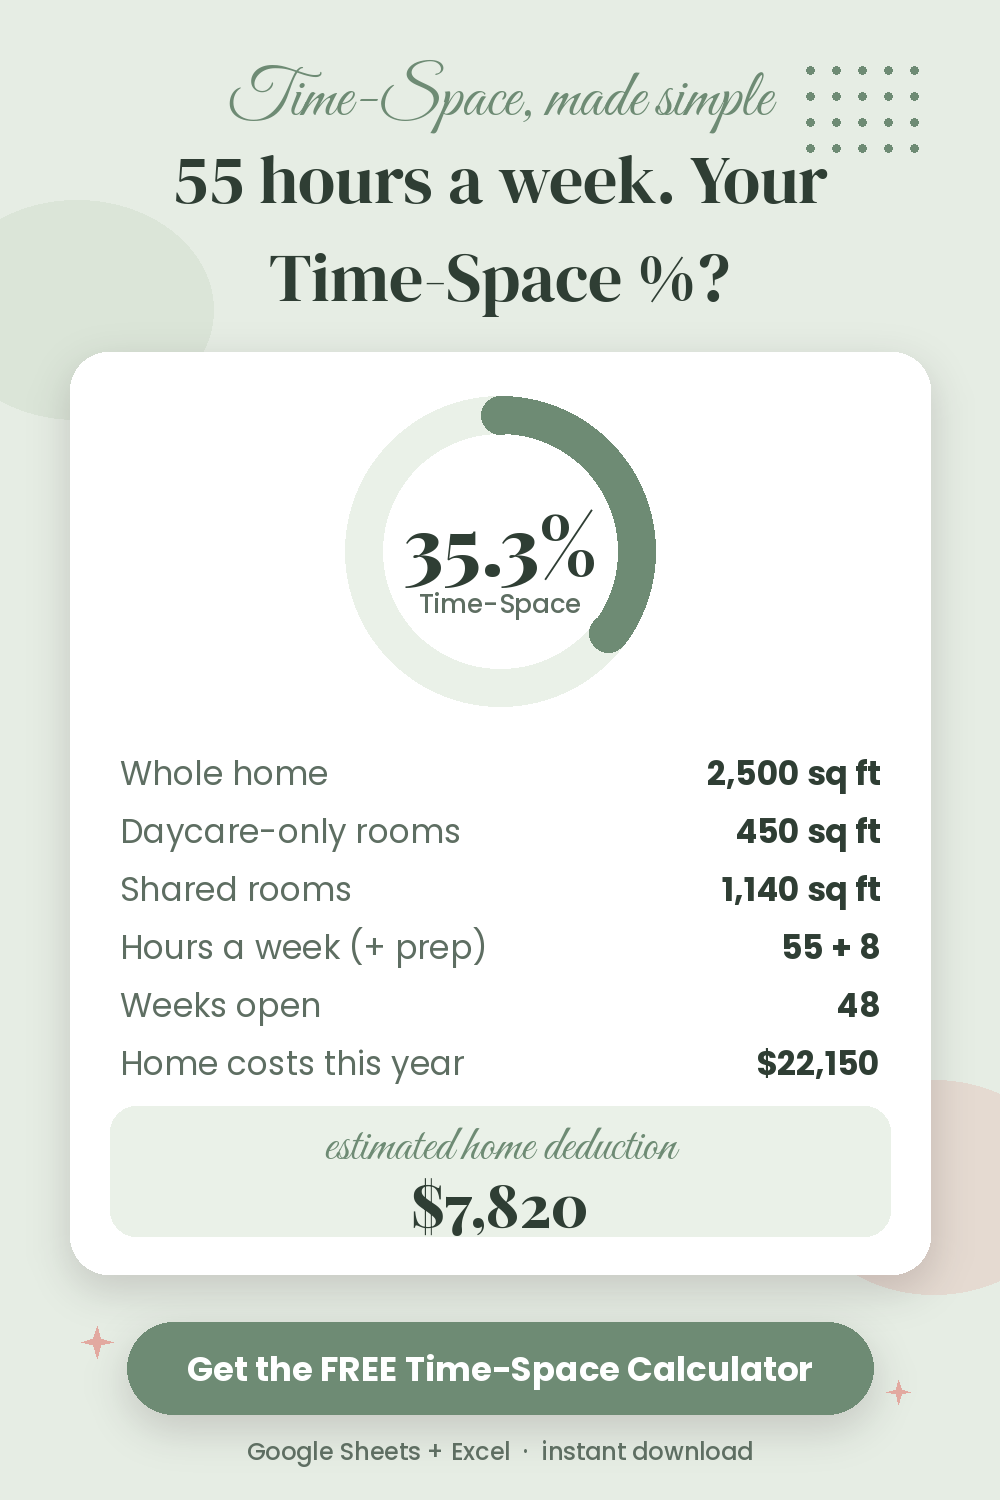 Time-Space, made simple
55 hours a week. Your
Time-Space %?
35.3%
Time-Space
Whole home 2,500 sq ft
Daycare-only rooms 450 sq ft
Shared rooms 1,140 sq ft
Hours a week (+ prep) 55 + 8
Weeks open 48
Home costs this year $22,150
estimated home deduction
$7,820
Get the FREE Time-Space Calculator
Google Sheets + Excel · instant download